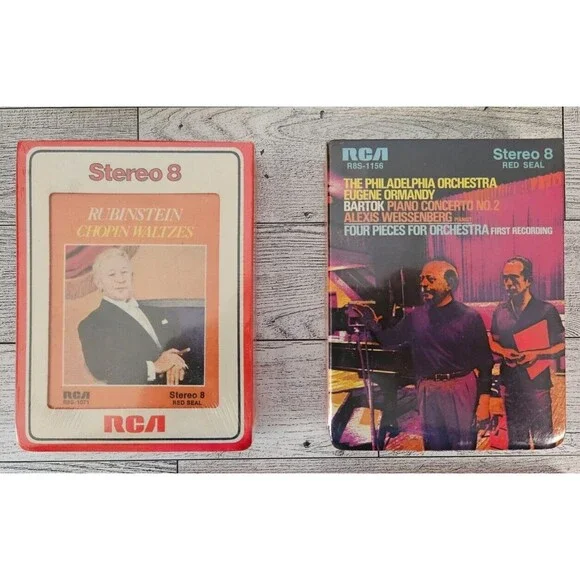 Stereo 8
RUBINSTEIN
CHOPIN WALTZES
RCA
Stereo 8
RED SEAL
RCA
RCA
R8S-1156
Stereo 8
RED SEAL
THE PHILADELPHIA ORCHESTRA
EUGENE ORMANDY
BARTOK PIANO CONCERTO NO.2
ALEXIS WEISSENBERG PIANIST
FOUR PIECES FOR ORCHESTRA FIRST RECORDING